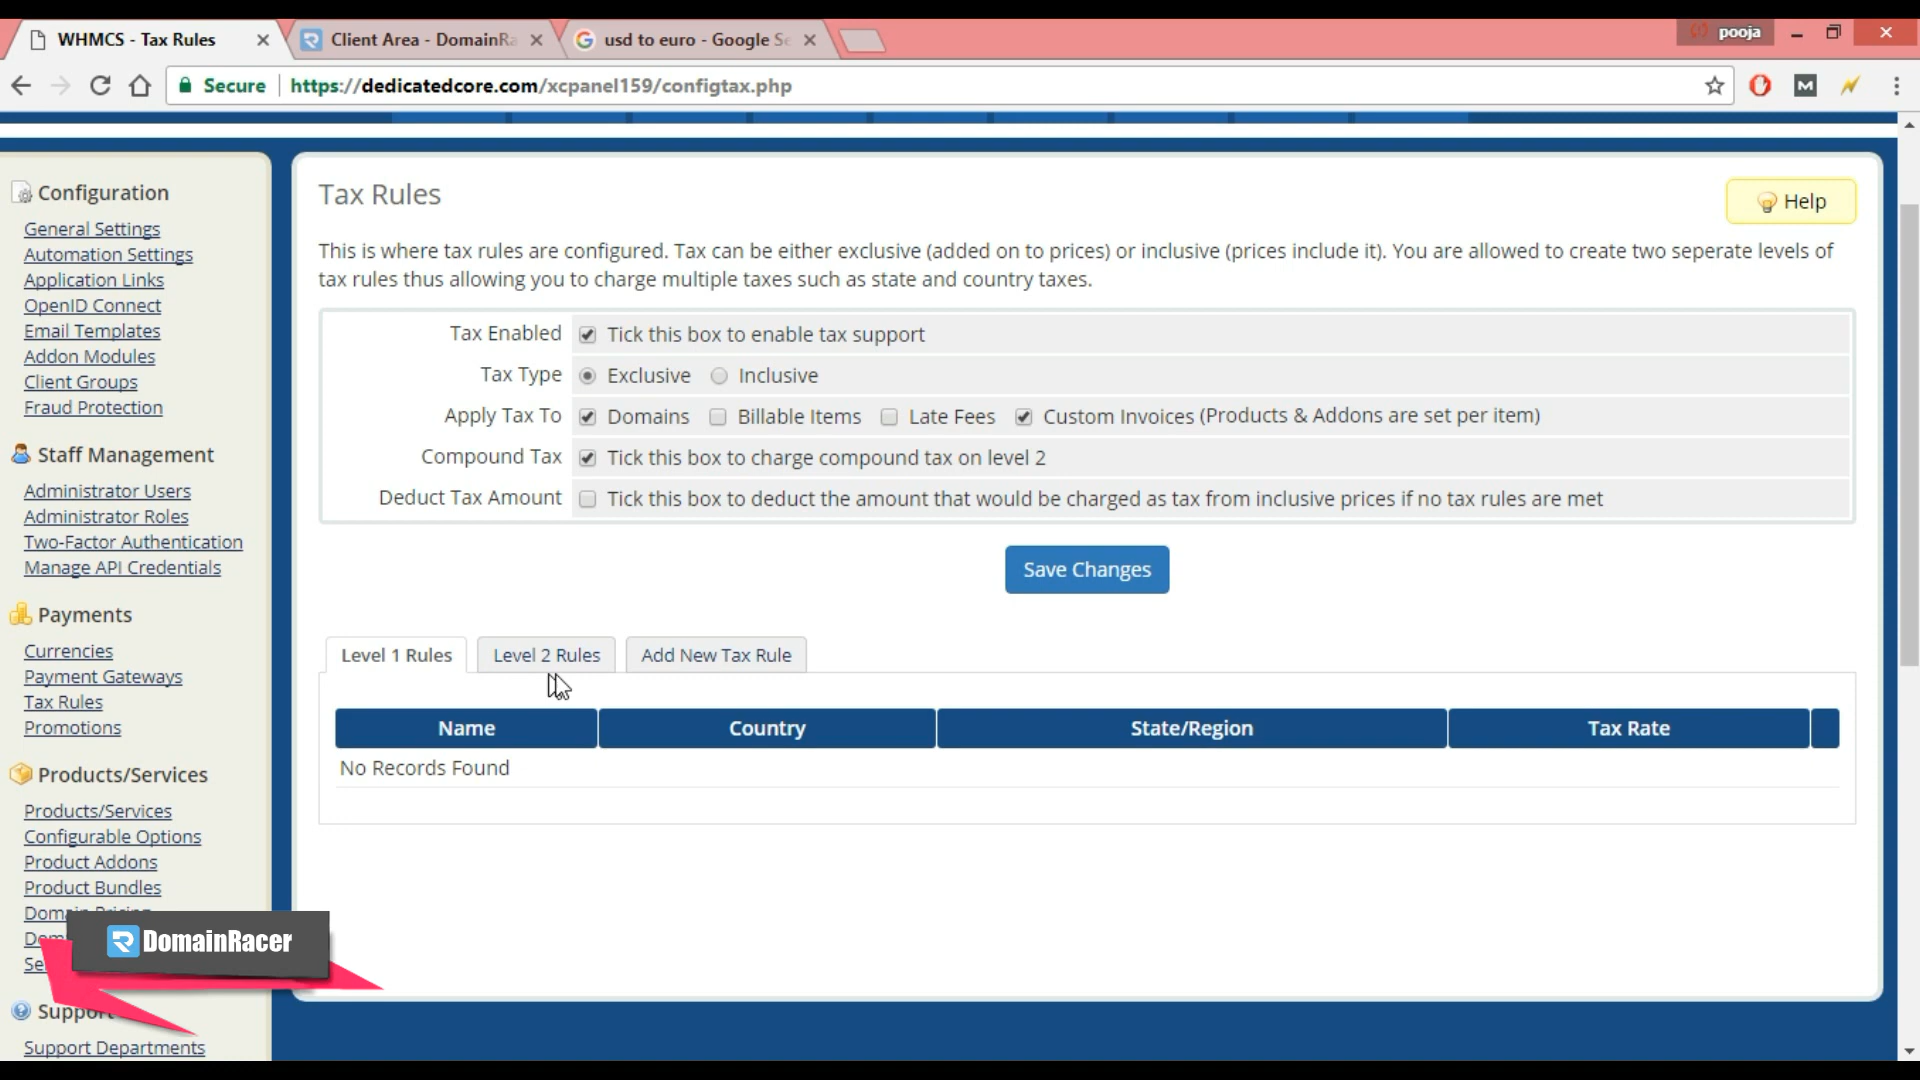 WHMCS - Tax Rules
Client Area - DomainRa
usd to euro - Google Se
pooja
Secure
https://dedicatedcore.com/xcpanel159/configtax.php
Configuration
General Settings
Automation Settings
Application Links
OpenID Connect
Email Templates
Addon Modules
Client Groups
Fraud Protection
Staff Management
Administrator Users
Administrator Roles
Two-Factor Authentication
Manage API Credentials
Payments
Currencies
Payment Gateways
Tax Rules
Promotions
Products/Services
Products/Services
Configurable Options
Product Addons
Product Bundles
Domain Pricing
DomainRacer
Support Departments
Tax Rules
Help
This is where tax rules are configured. Tax can be either exclusive (added on to prices) or inclusive (prices include it). You are allowed to create two seperate levels of
tax rules thus allowing you to charge multiple taxes such as state and country taxes.
Tax Enabled Tick this box to enable tax support
Tax Type Exclusive Inclusive
Apply Tax To Domains Billable Items Late Fees Custom Invoices (Products & Addons are set per item)
Compound Tax Tick this box to charge compound tax on level 2
Deduct Tax Amount Tick this box to deduct the amount that would be charged as tax from inclusive prices if no tax rules are met
Save Changes
Level 1 Rules Level 2 Rules Add New Tax Rule
Name Country State/Region Tax Rate
No Records Found